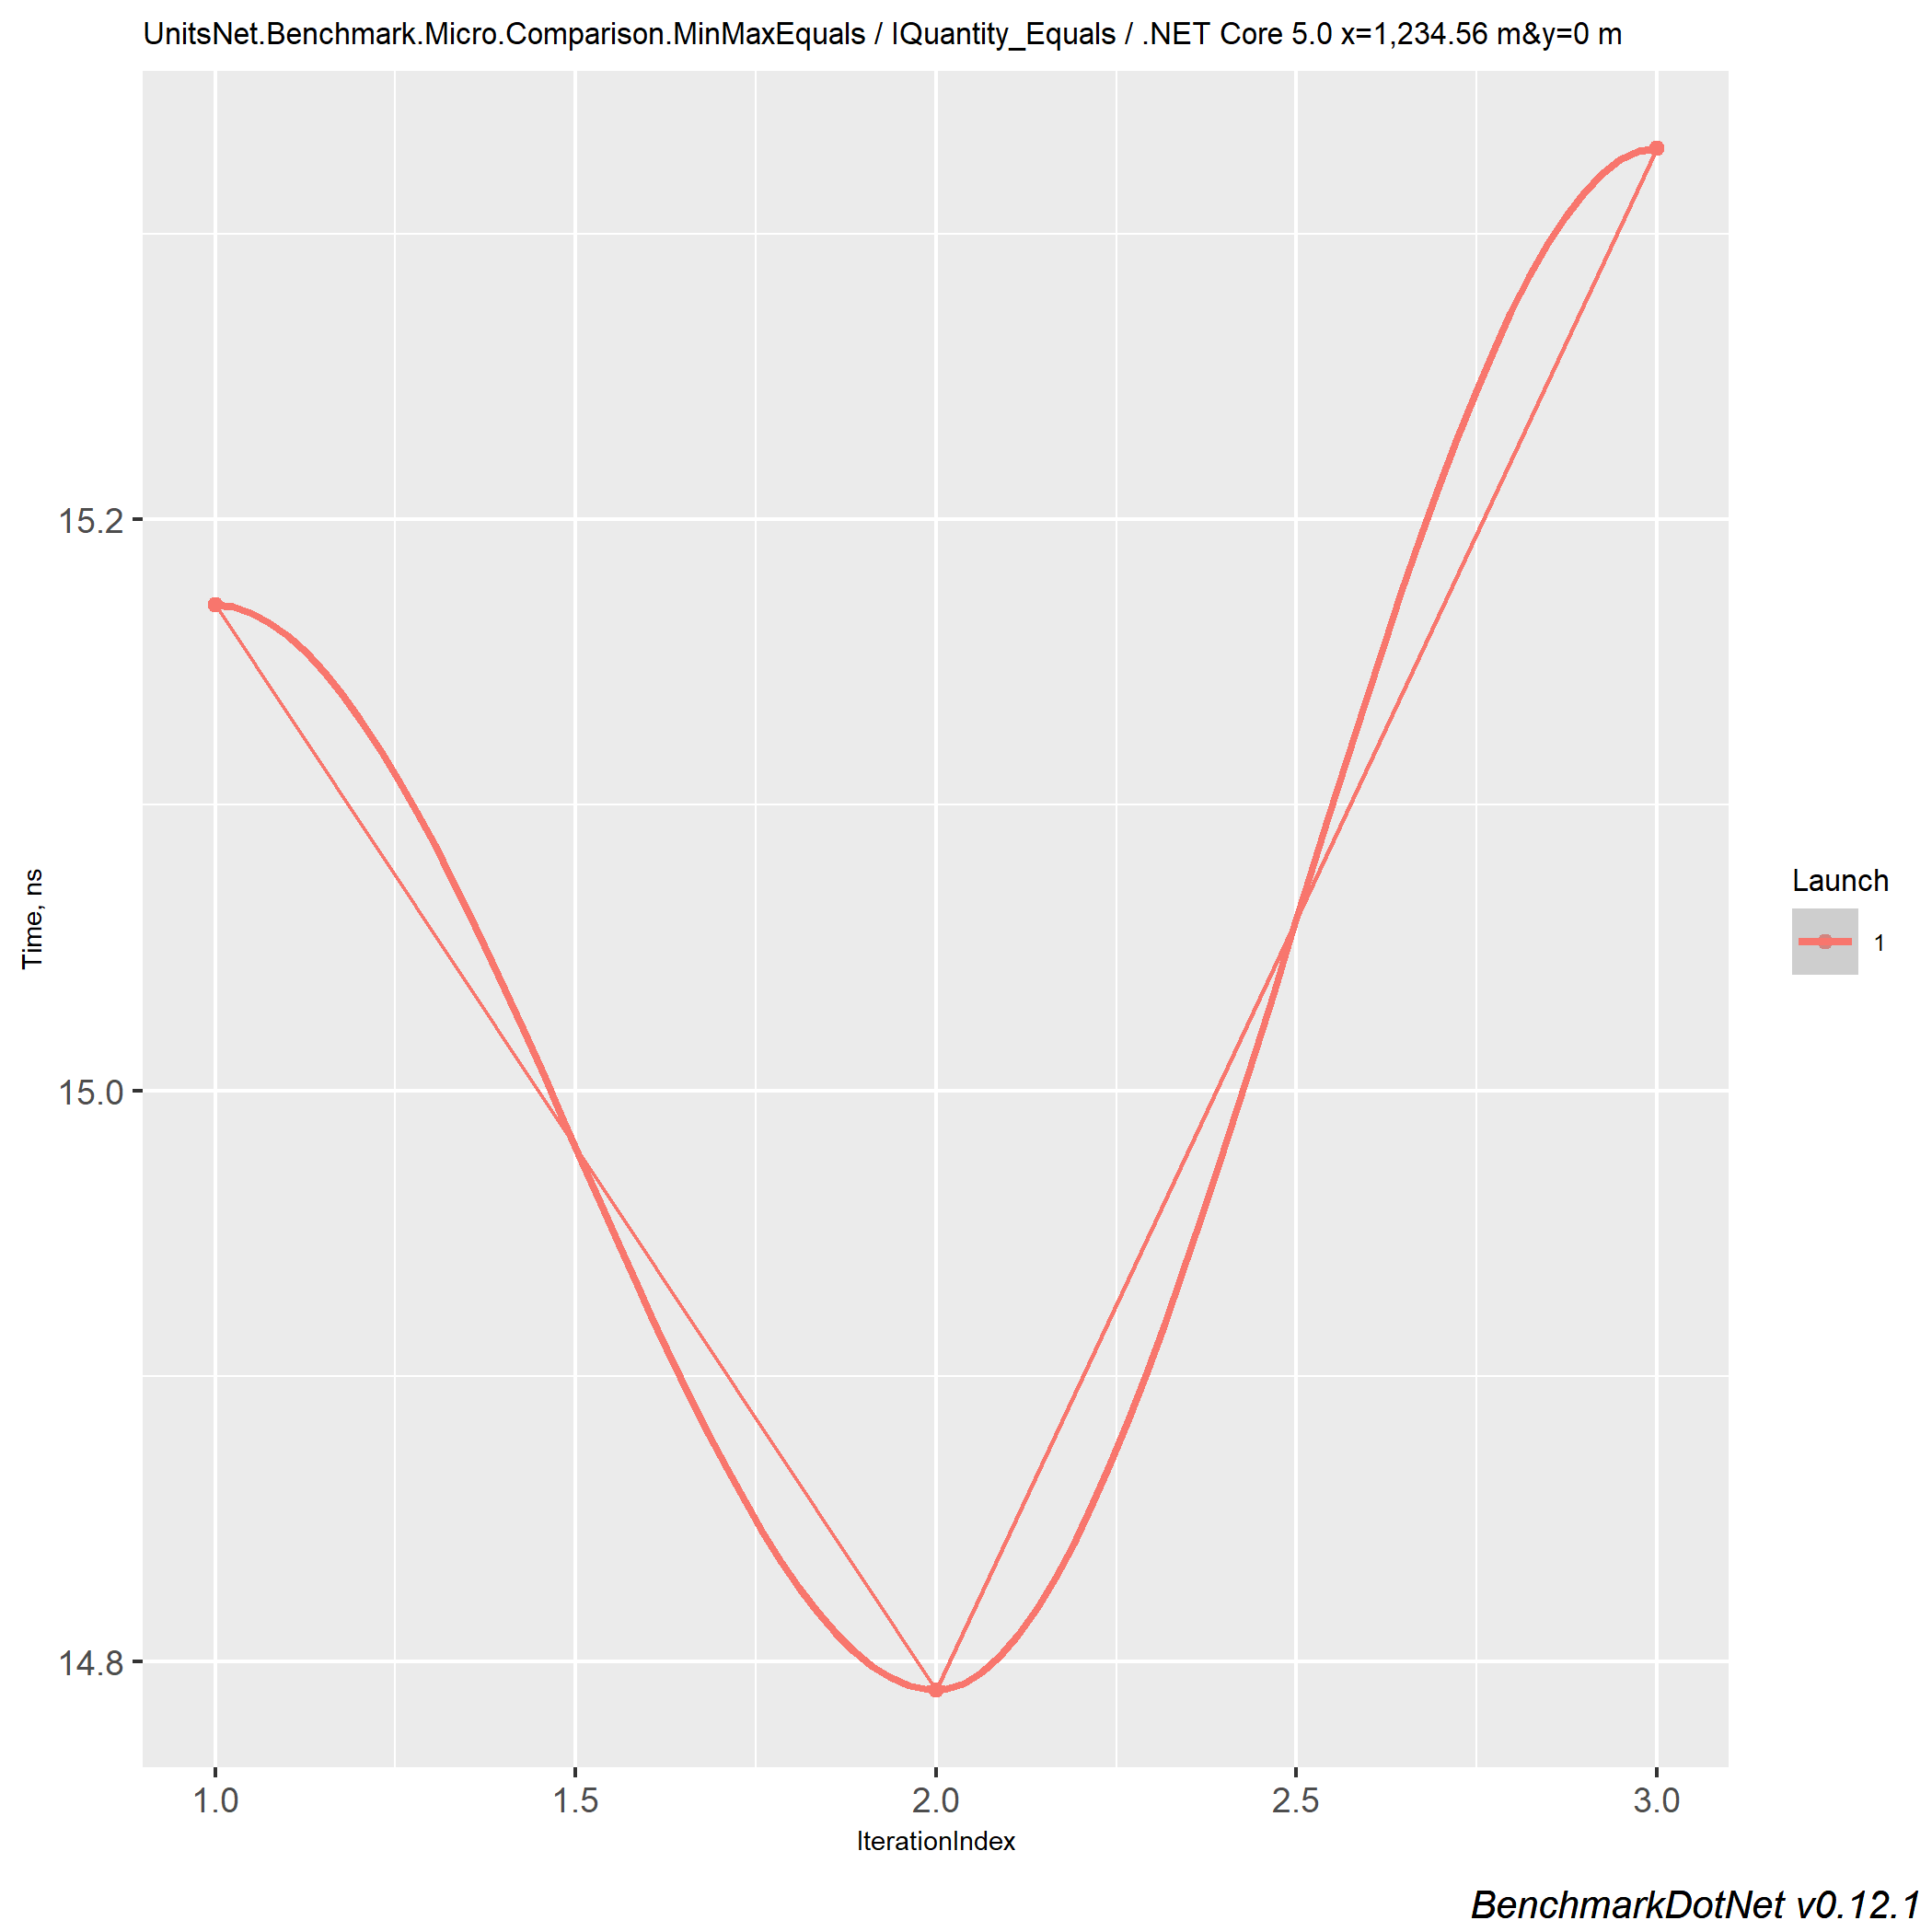 UnitsNet.Benchmark.Micro.Comparison.MinMaxEquals / IQuantity_Equals / .NET Core 5.0 x=1,234.56 m&y=0 m
15.2
15.0
14.8
Time, ns
1.0 1.5 2.0 2.5 3.0
IterationIndex
Launch
1
BenchmarkDotNet v0.12.1